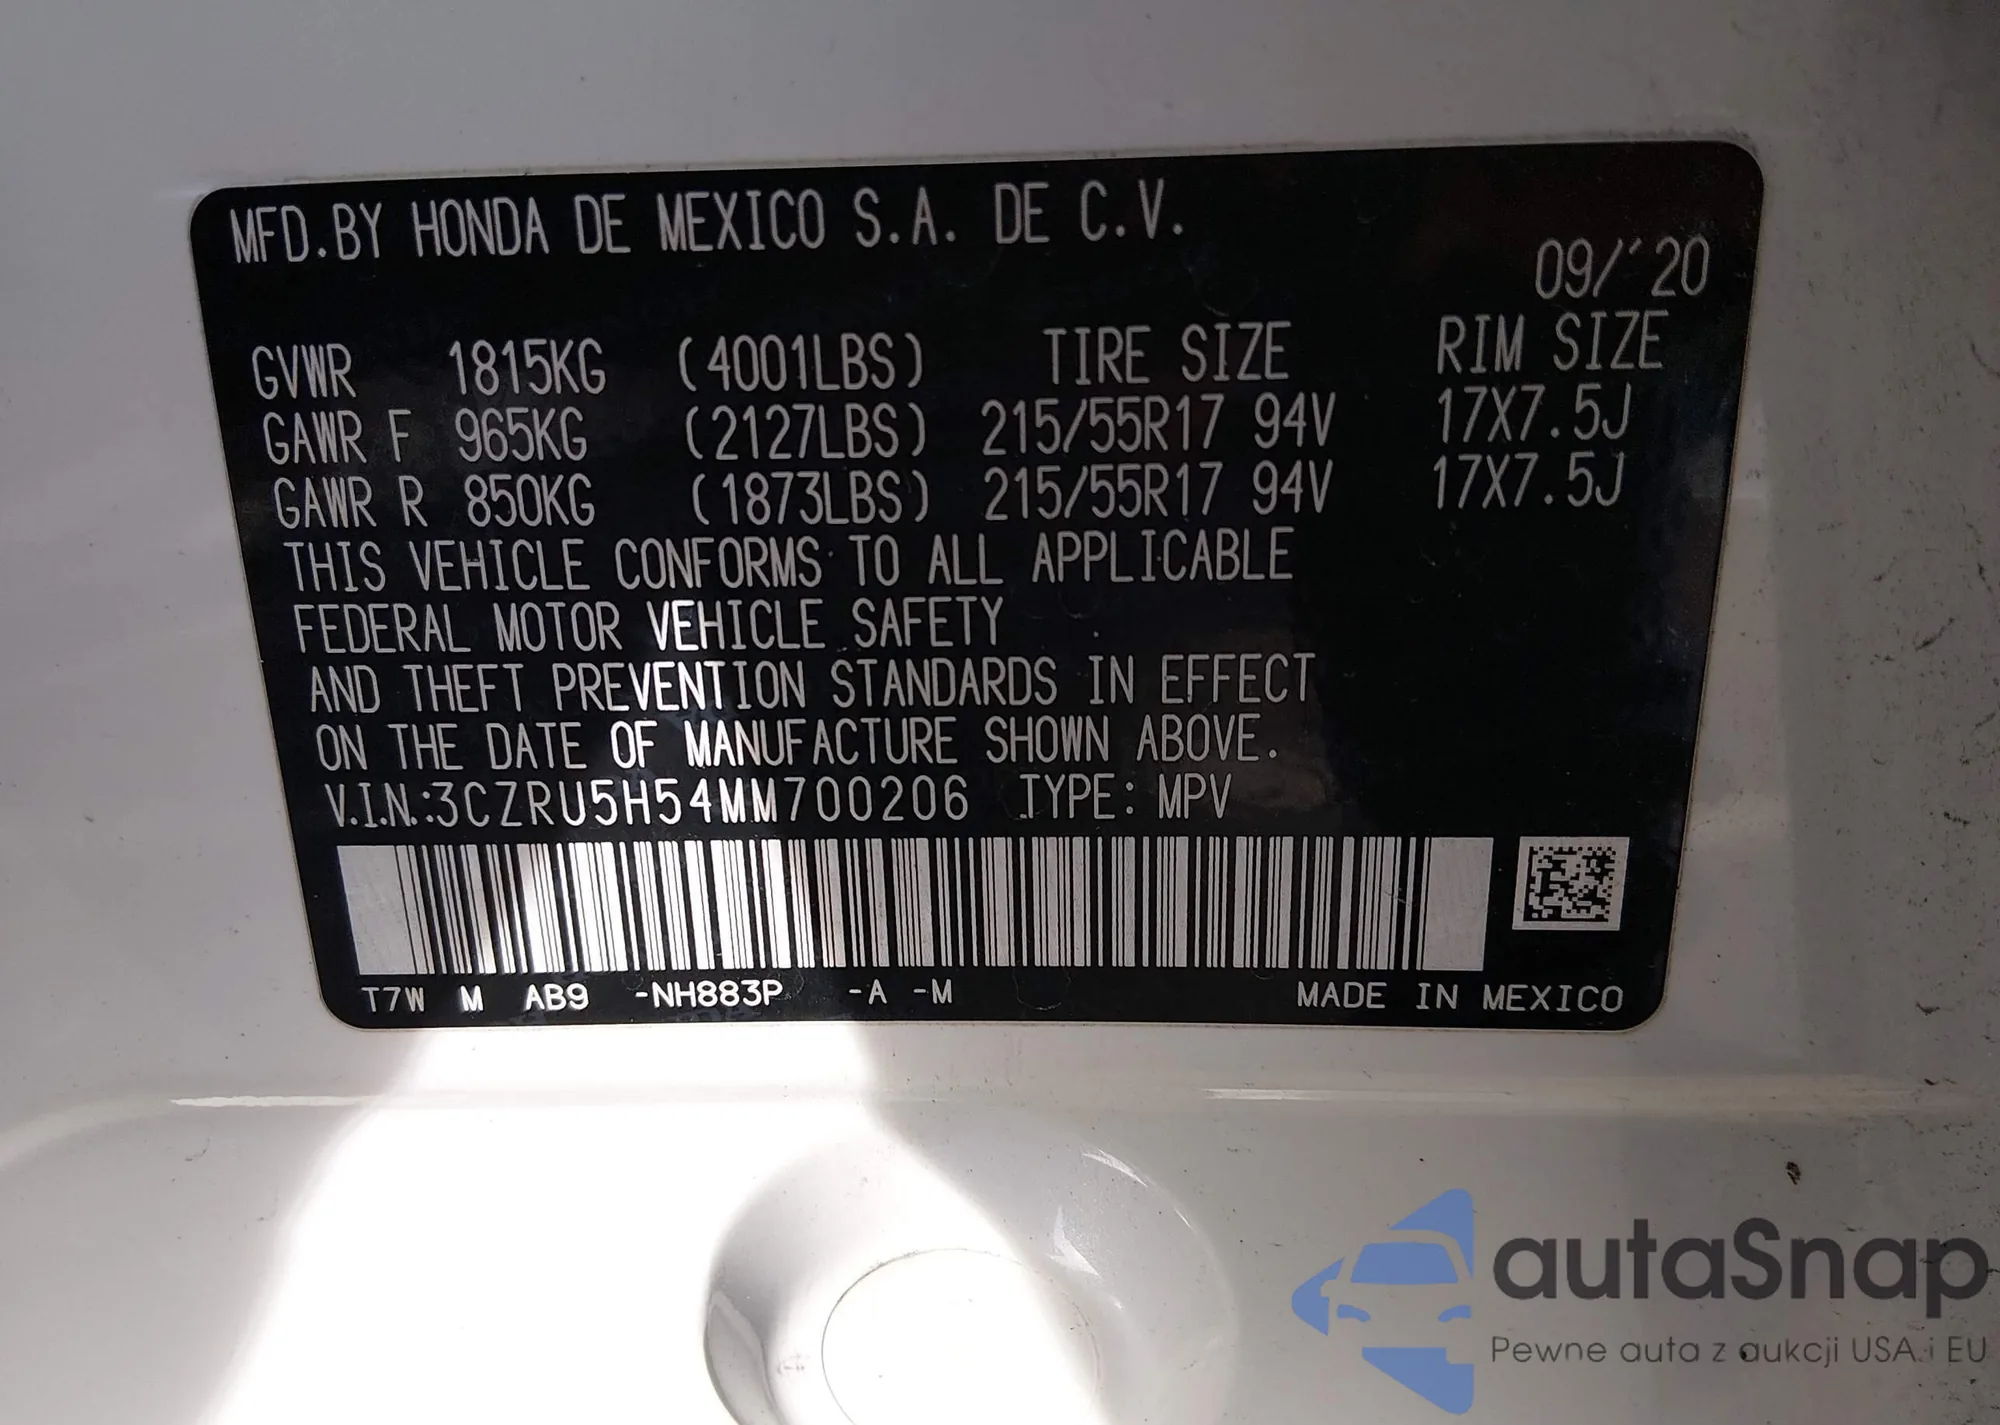 MFD.BY HONDA DE MEXICO S.A. DE C.V.
09/'20
GVWR 1815KG (4001LBS) TIRE SIZE RIM SIZE
GAWR F 965KG (2127LBS) 215/55R17 94V 17X7.5J
GAWR R 850KG (1873LBS) 215/55R17 94V 17X7.5J
THIS VEHICLE CONFORMS TO ALL APPLICABLE
FEDERAL MOTOR VEHICLE SAFETY
AND THEFT PREVENTION STANDARDS IN EFFECT
ON THE DATE OF MANUFACTURE SHOWN ABOVE.
V.I.N.:3CZRU5H54MM700206 TYPE: MPV
T7W M AB9 -NH883P -A -M MADE IN MEXICO
autaSnap
Pewne auta z aukcji USA i EU